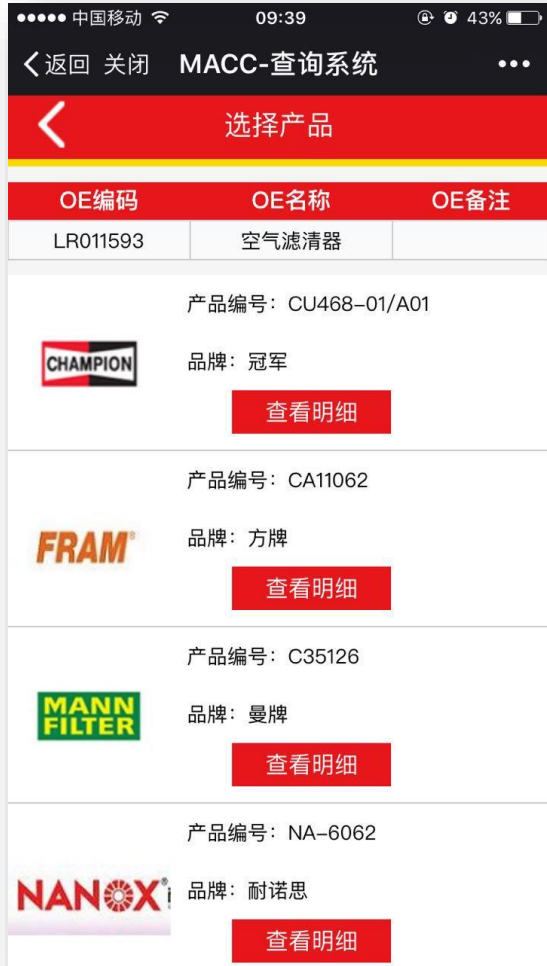 中国移动 09:39 43%
返回 关闭 MACC-查询系统
选择产品
OE编码 OE名称 OE备注
LR011593 空气滤清器
产品编号：CU468-01/A01
CHAMPION
品牌：冠军
查看明细
产品编号：CA11062
FRAM®
品牌：方牌
查看明细
产品编号：C35126
MANN
FILTER
品牌：曼牌
查看明细
产品编号：NA-6062
NANOX®
品牌：耐诺思
查看明细